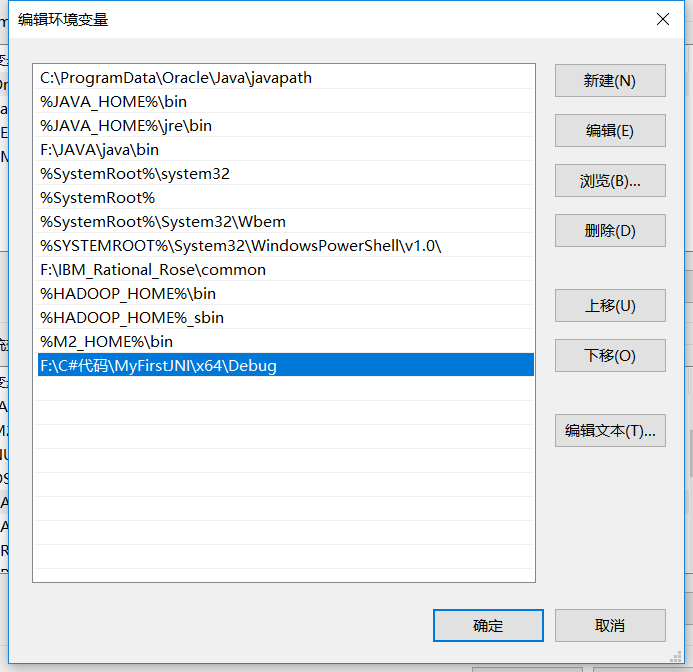 编辑环境变量
C:\ProgramData\Oracle\Java\javapath
%JAVA_HOME%\bin
%JAVA_HOME%\jre\bin
F:\JAVA\java\bin
%SystemRoot%\system32
%SystemRoot%
%SystemRoot%\System32\Wbem
%SYSTEMROOT%\System32\WindowsPowerShell\v1.0\
F:\IBM_Rational_Rose\common
%HADOOP_HOME%\bin
%HADOOP_HOME%_sbin
%M2_HOME%\bin
F:\C#代码\MyFirstJNI\x64\Debug
新建(N)
编辑(E)
浏览(B)...
删除(D)
上移(U)
下移(O)
编辑文本(T)...
确定
取消